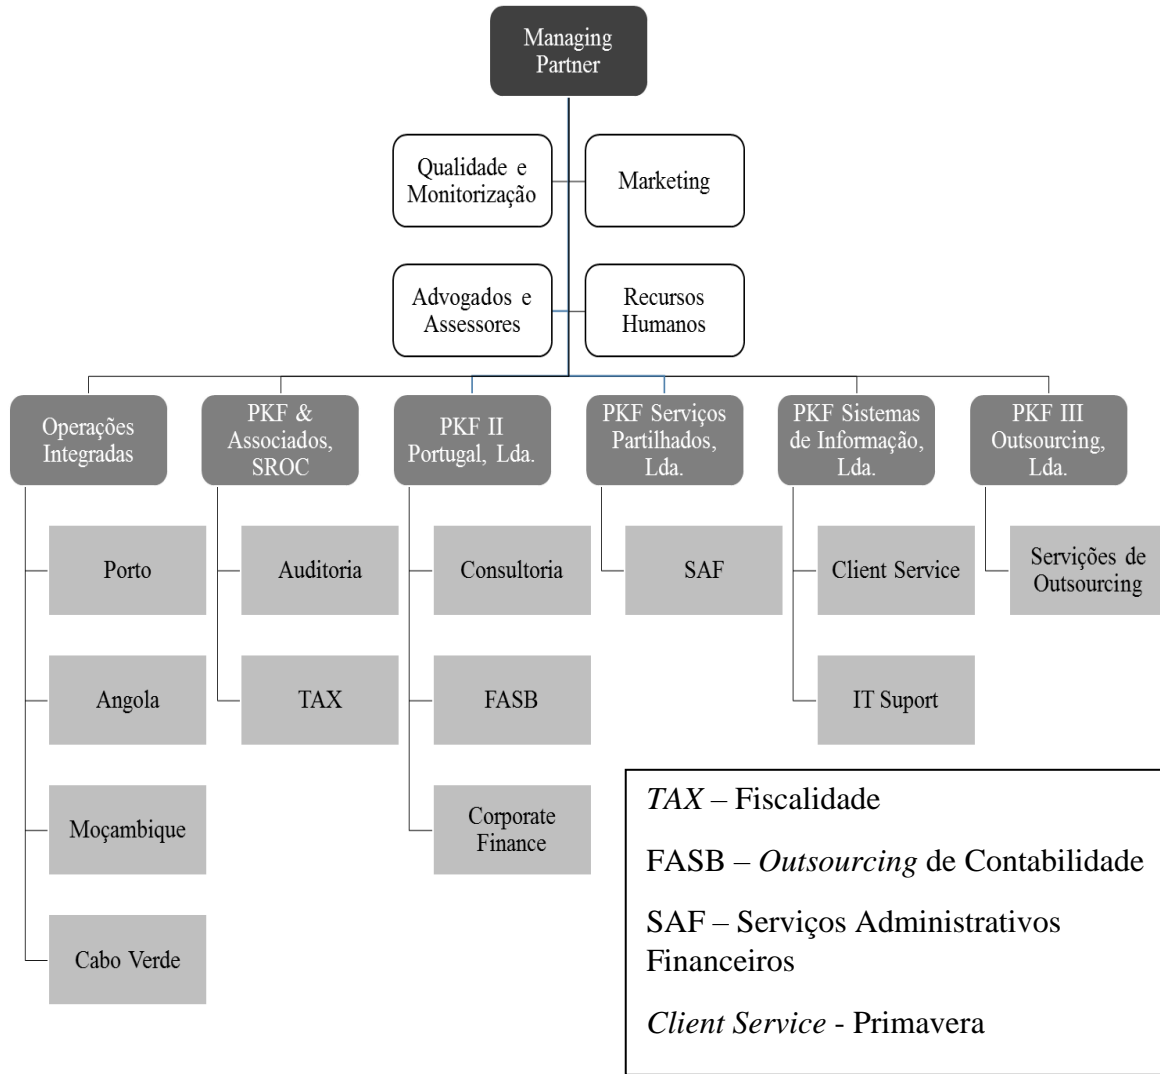 Managing
Partner
Qualidade e
Monitorização
Marketing
Advogados e
Assessores
Recursos
Humanos
Operações
Integradas
PKF &
Associados,
SROC
PKF II
Portugal, Lda.
PKF Serviços
Partilhados,
Lda.
PKF Sistemas
de Informação,
Lda.
PKF III
Outsourcing,
Lda.
Porto
Auditoria
Consultoria
SAF
Client Service
Servições de
Outsourcing
Angola
TAX
FASB
IT Suport
Moçambique
Corporate
Finance
Cabo Verde
TAX – Fiscalidade
FASB – Outsourcing de Contabilidade
SAF – Serviços Administrativos
Financeiros
Client Service - Primavera